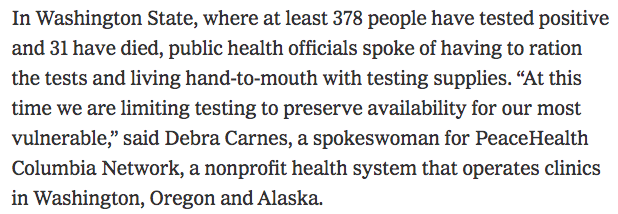 In Washington State, where at least 378 people have tested positive
and 31 have died, public health officials spoke of having to ration
the tests and living hand-to-mouth with testing supplies. “At this
time we are limiting testing to preserve availability for our most
vulnerable,” said Debra Carnes, a spokeswoman for PeaceHealth
Columbia Network, a nonprofit health system that operates clinics
in Washington, Oregon and Alaska.